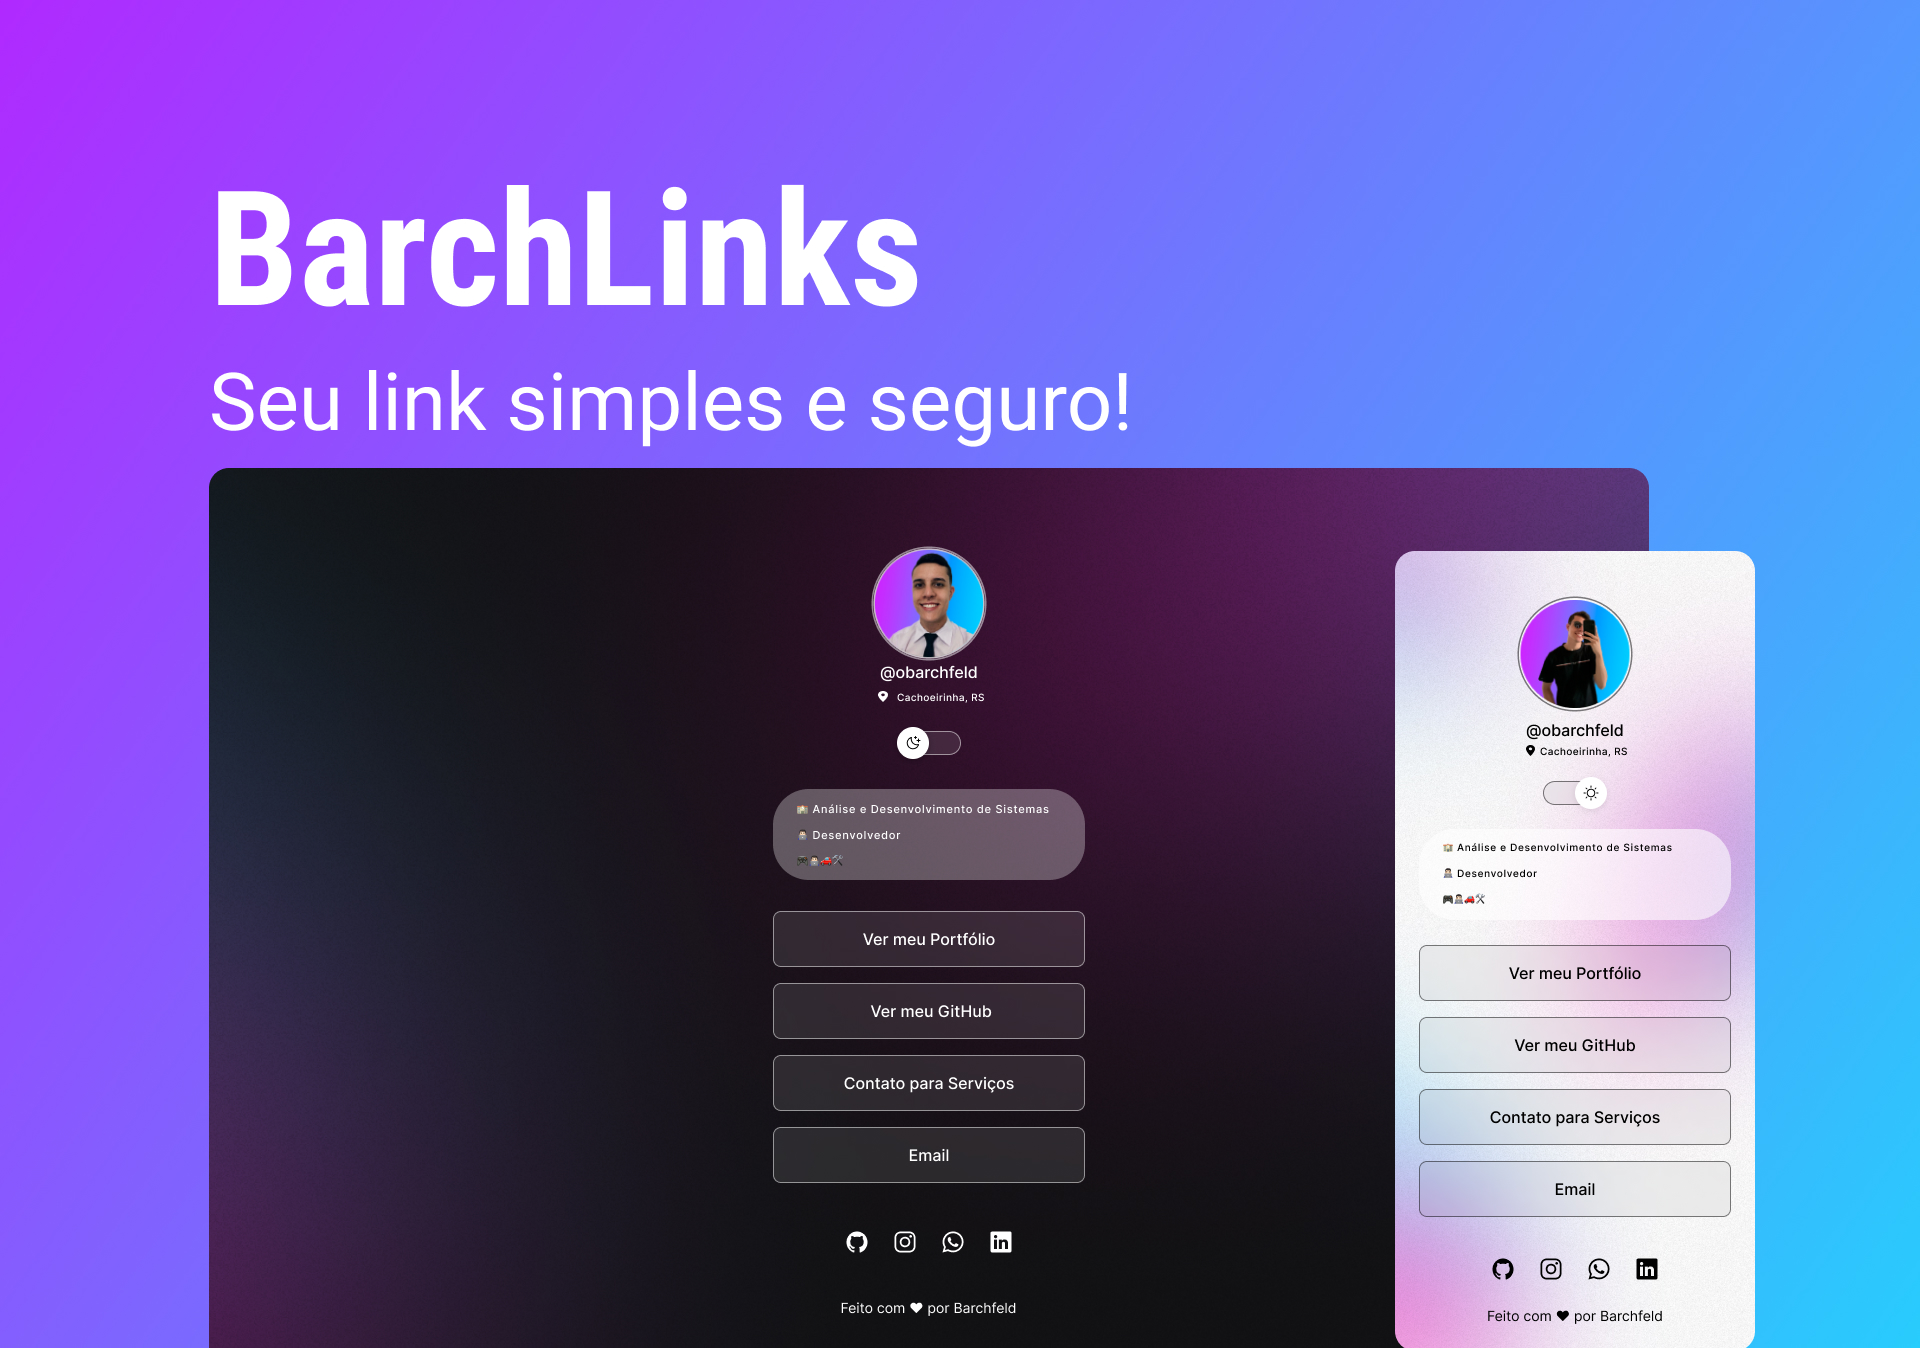 BarchLinks
Seu link simples e seguro!
@obarchfeld
Cachoeirinha, RS
Análise e Desenvolvimento de Sistemas
Desenvolvedor
Ver meu Portfólio
Ver meu GitHub
Contato para Serviços
Email
in
Feito com ♥ por Barchfeld
@obarchfeld
Cachoeirinha, RS
Análise e Desenvolvimento de Sistemas
Desenvolvedor
Ver meu Portfólio
Ver meu GitHub
Contato para Serviços
Email
in
Feito com ♥ por Barchfeld